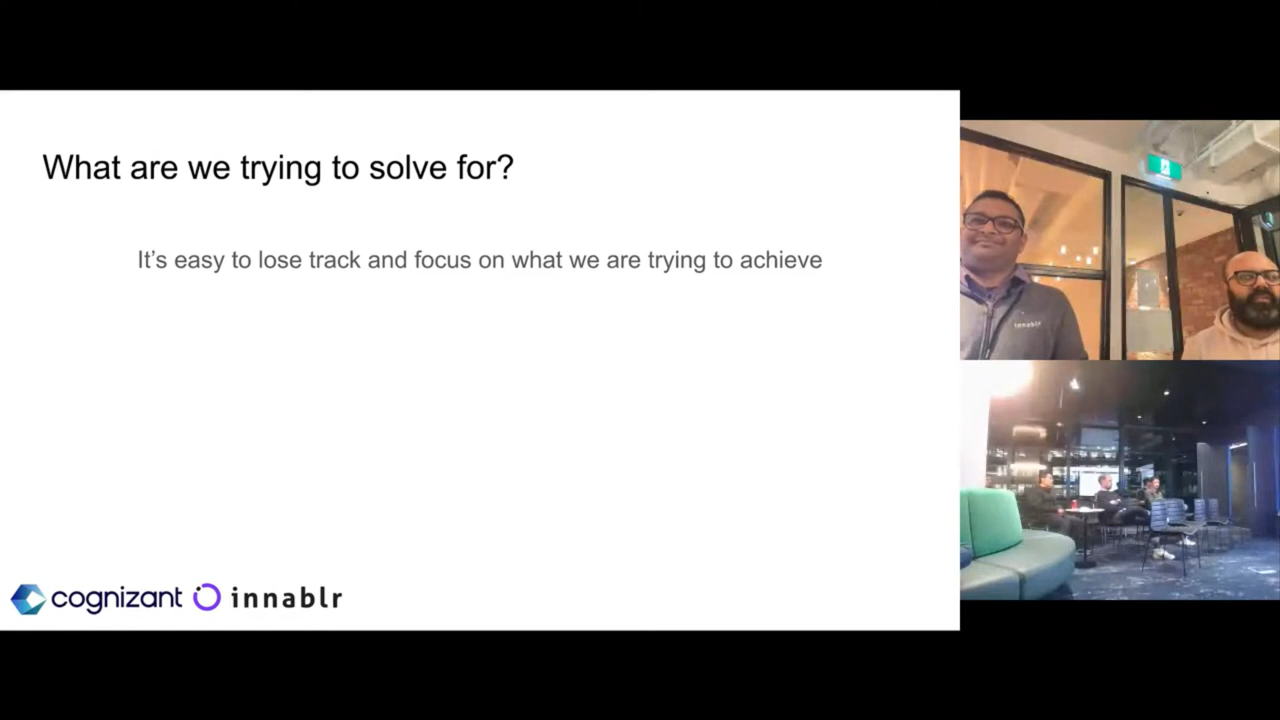 What are we trying to solve for?
It’s easy to lose track and focus on what we are trying to achieve
cognizant innablr
innablr